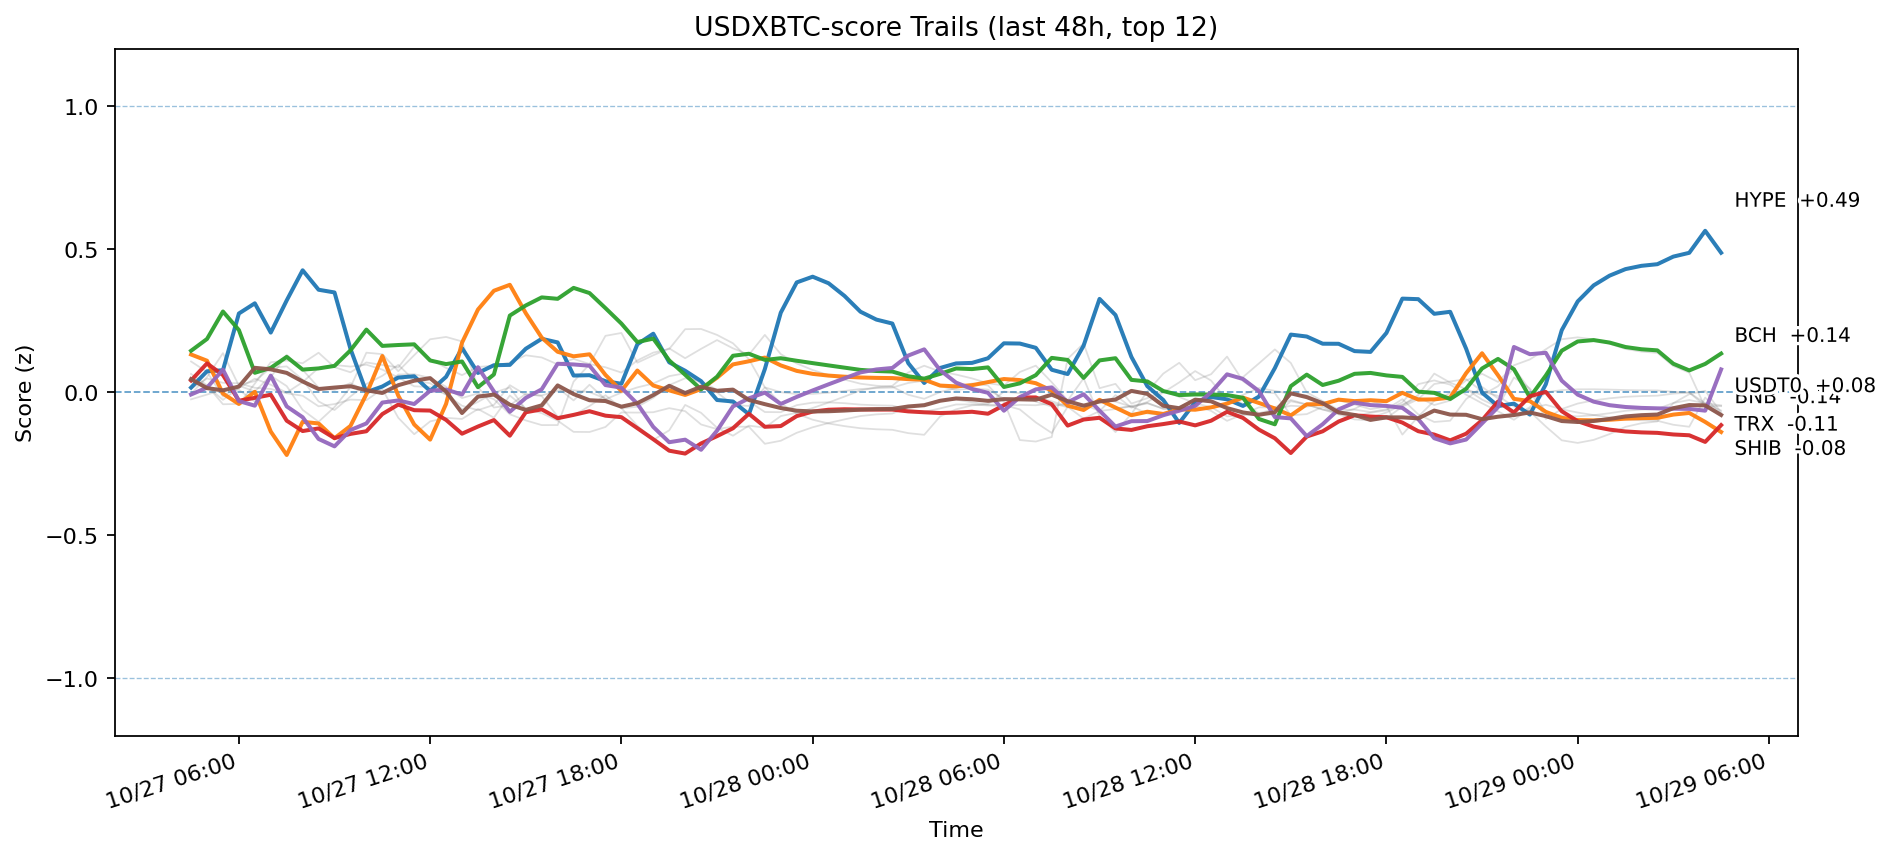 USDXBTC-score Trails (last 48h, top 12)
Score (z)
1.0
0.5
0.0
−0.5
−1.0
HYPE +0.49
BCH +0.14
USDT0 +0.08
BNB -0.14
TRX -0.11
SHIB -0.08
10/27 06:00
10/27 12:00
10/27 18:00
10/28 00:00
10/28 06:00
10/28 12:00
10/28 18:00
10/29 00:00
10/29 06:00
Time